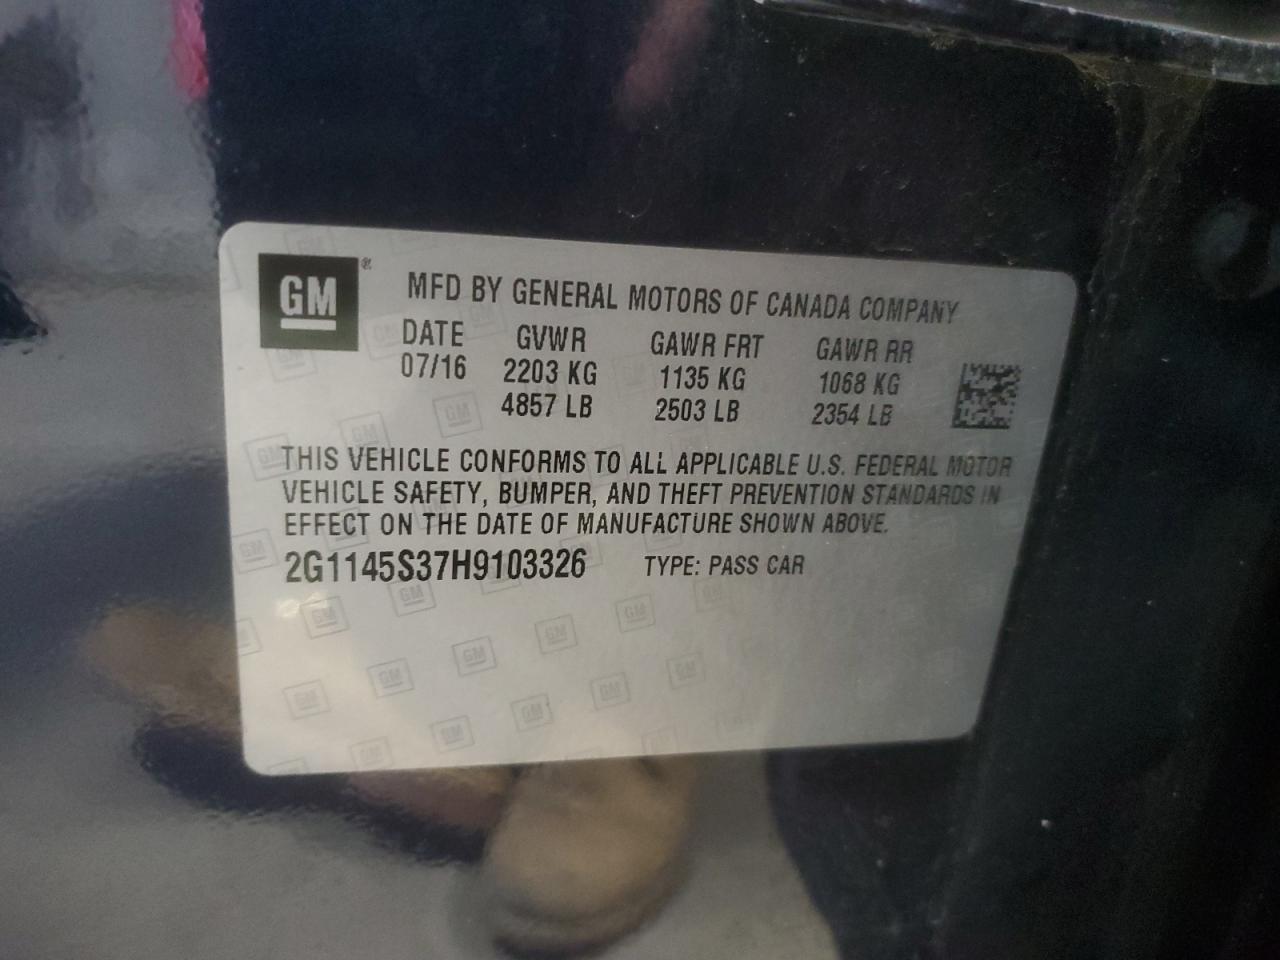 GM ® MFD BY GENERAL MOTORS OF CANADA COMPANY
DATE GVWR GAWR FRT GAWR RR
07/16 2203 KG 1135 KG 1068 KG
4857 LB 2503 LB 2354 LB
THIS VEHICLE CONFORMS TO ALL APPLICABLE U.S. FEDERAL MOTOR
VEHICLE SAFETY, BUMPER, AND THEFT PREVENTION STANDARDS IN
EFFECT ON THE DATE OF MANUFACTURE SHOWN ABOVE.
2G1145S37H9103326 TYPE: PASS CAR